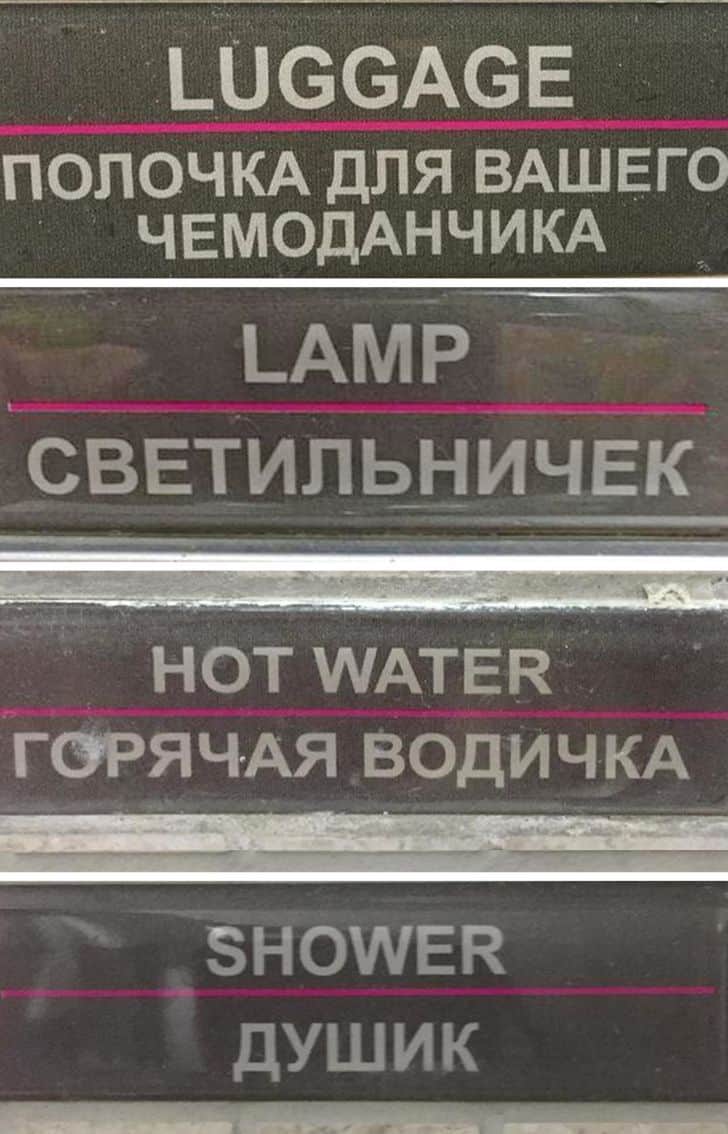 LUGGAGE
ПОЛОЧКА ДЛЯ ВАШЕГО
ЧЕМОДАНЧИКА
LAMP
СВЕТИЛЬНИЧЕК
HOT WATER
ГОРЯЧАЯ ВОДИЧКА
SHOWER
ДУШИК